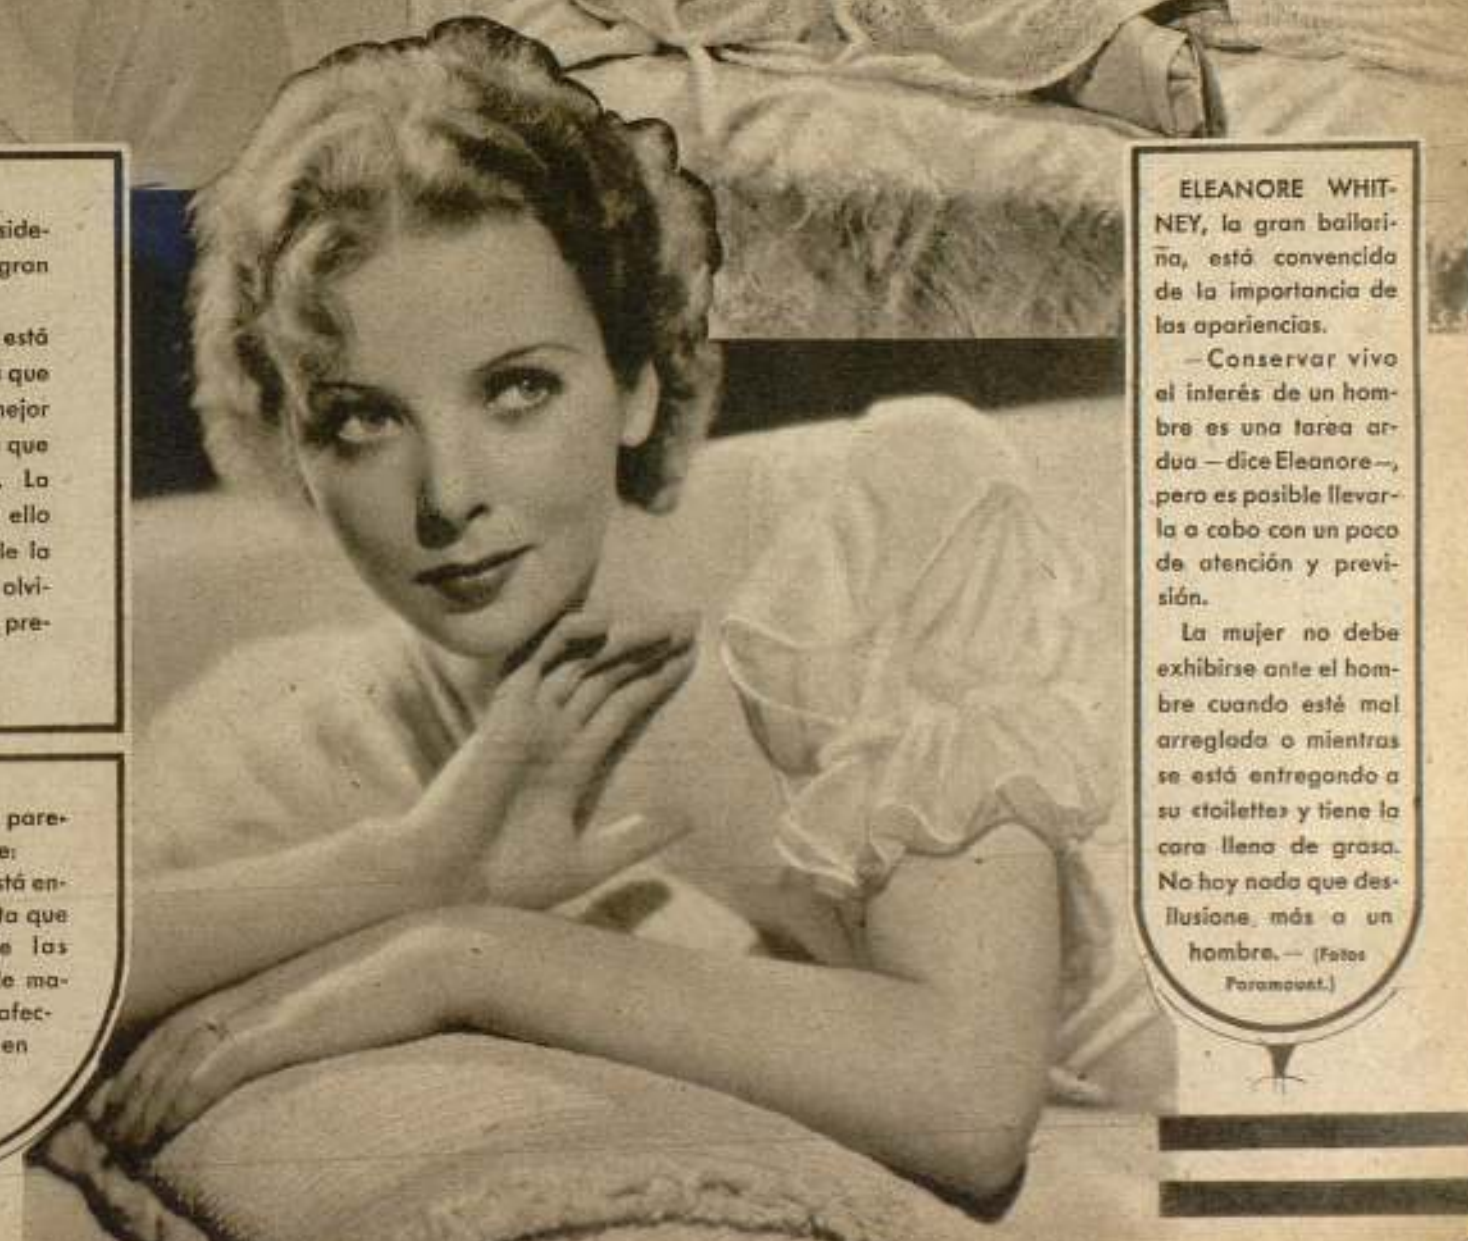 side-
gran
está
que
mejor
que
. La
ello
de la
olvi-
pre-
pare-
e:
stá en-
ta que
e las
de ma-
afec-
en
ELEANORE WHIT-
NEY, la gran bailari-
ña, está convencida
de la importancia de
las apariencias.
—Conservar vivo
el interés de un hom-
bre es una tarea ar-
dua —dice Eleanore—,
pero es posible llevar-
la a cabo con un poco
de atención y previ-
sión.
La mujer no debe
exhibirse ante el hom-
bre cuando esté mal
arreglada o mientras
se está entregando a
su «toilette» y tiene la
cara llena de grasa.
No hay nada que des-
ilusione más a un
hombre.— (Fotos
Paramount.)